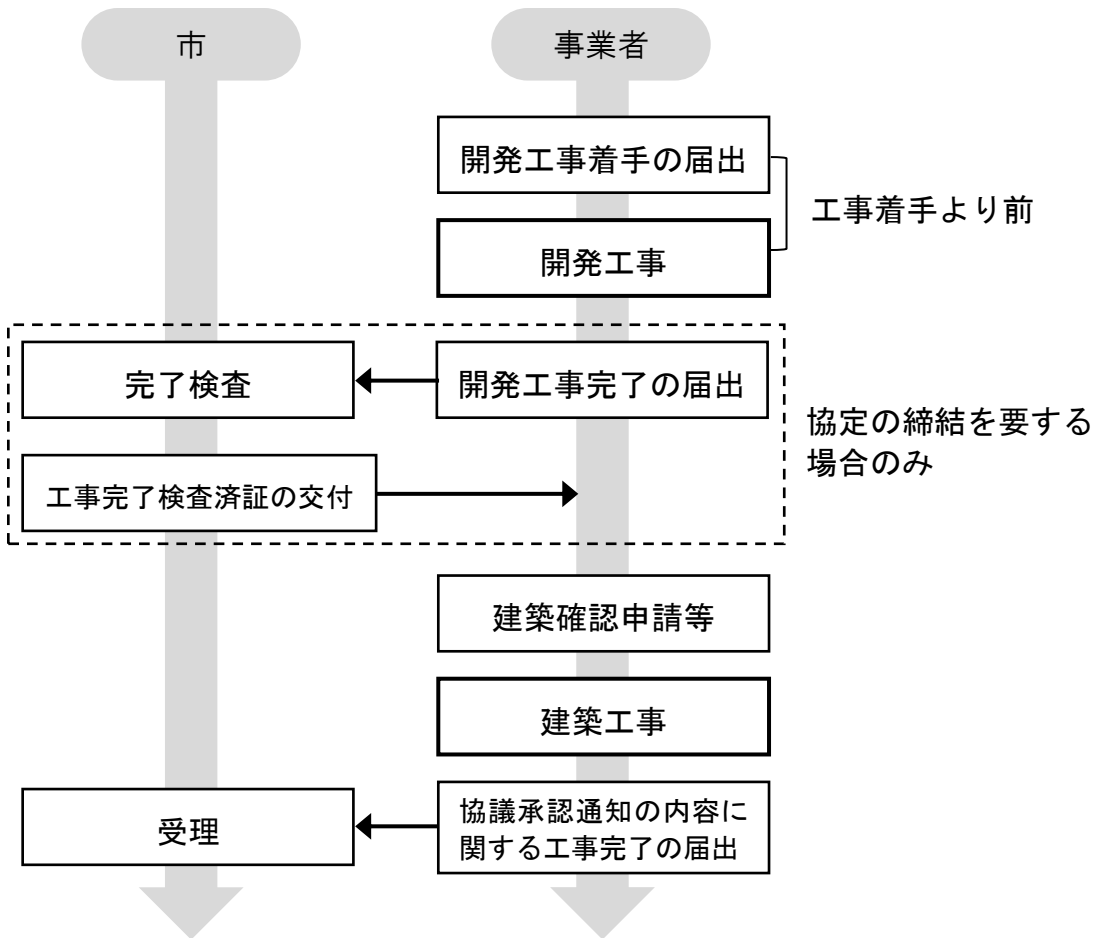 市
事業者
開発工事着手の届出
工事着手より前
開発工事
完了検査
開発工事完了の届出
協定の締結を要する
場合のみ
工事完了検査済証の交付
建築確認申請等
建築工事
受理
協議承認通知の内容に
関する工事完了の届出